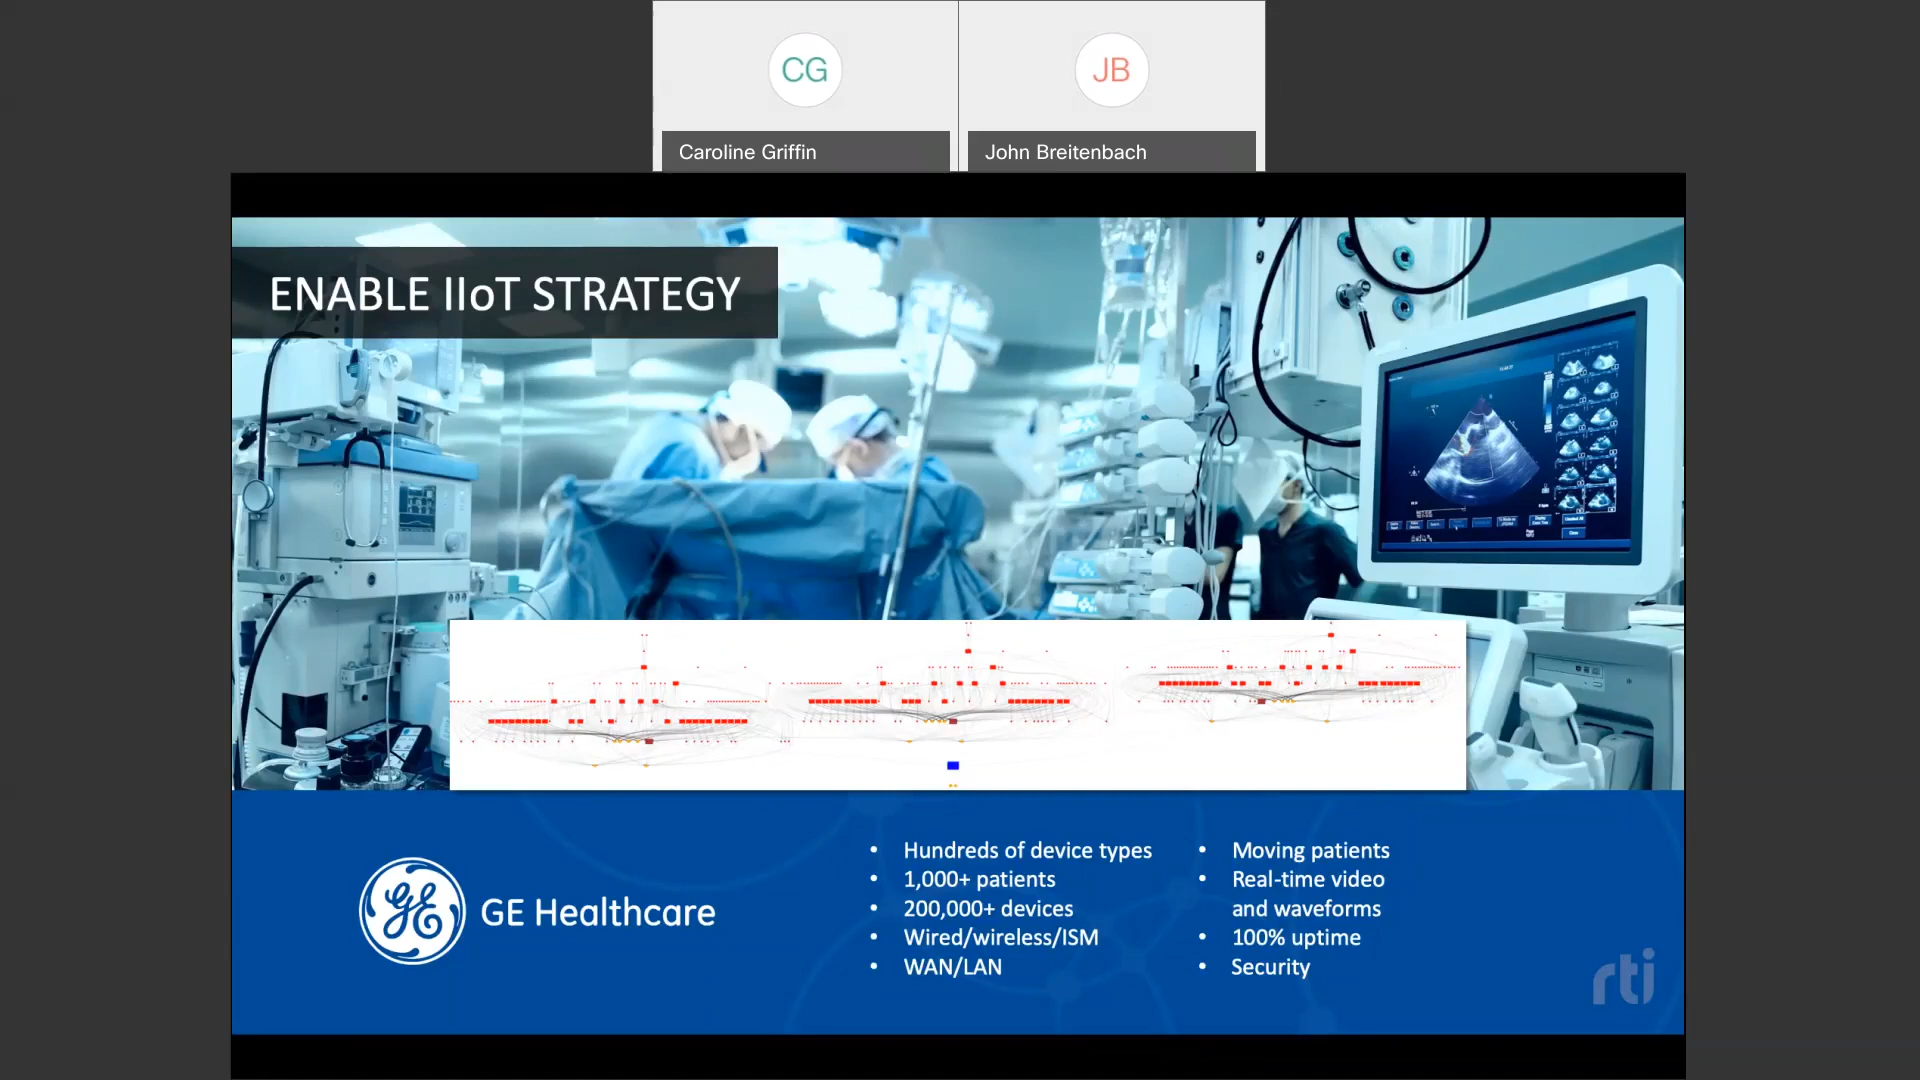 CG
JB
Caroline Griffin
John Breitenbach
ENABLE IIoT STRATEGY
GE Healthcare
• Hundreds of device types
• 1,000+ patients
• 200,000+ devices
• Wired/wireless/ISM
• WAN/LAN
• Moving patients
• Real-time video
and waveforms
• 100% uptime
• Security
rti